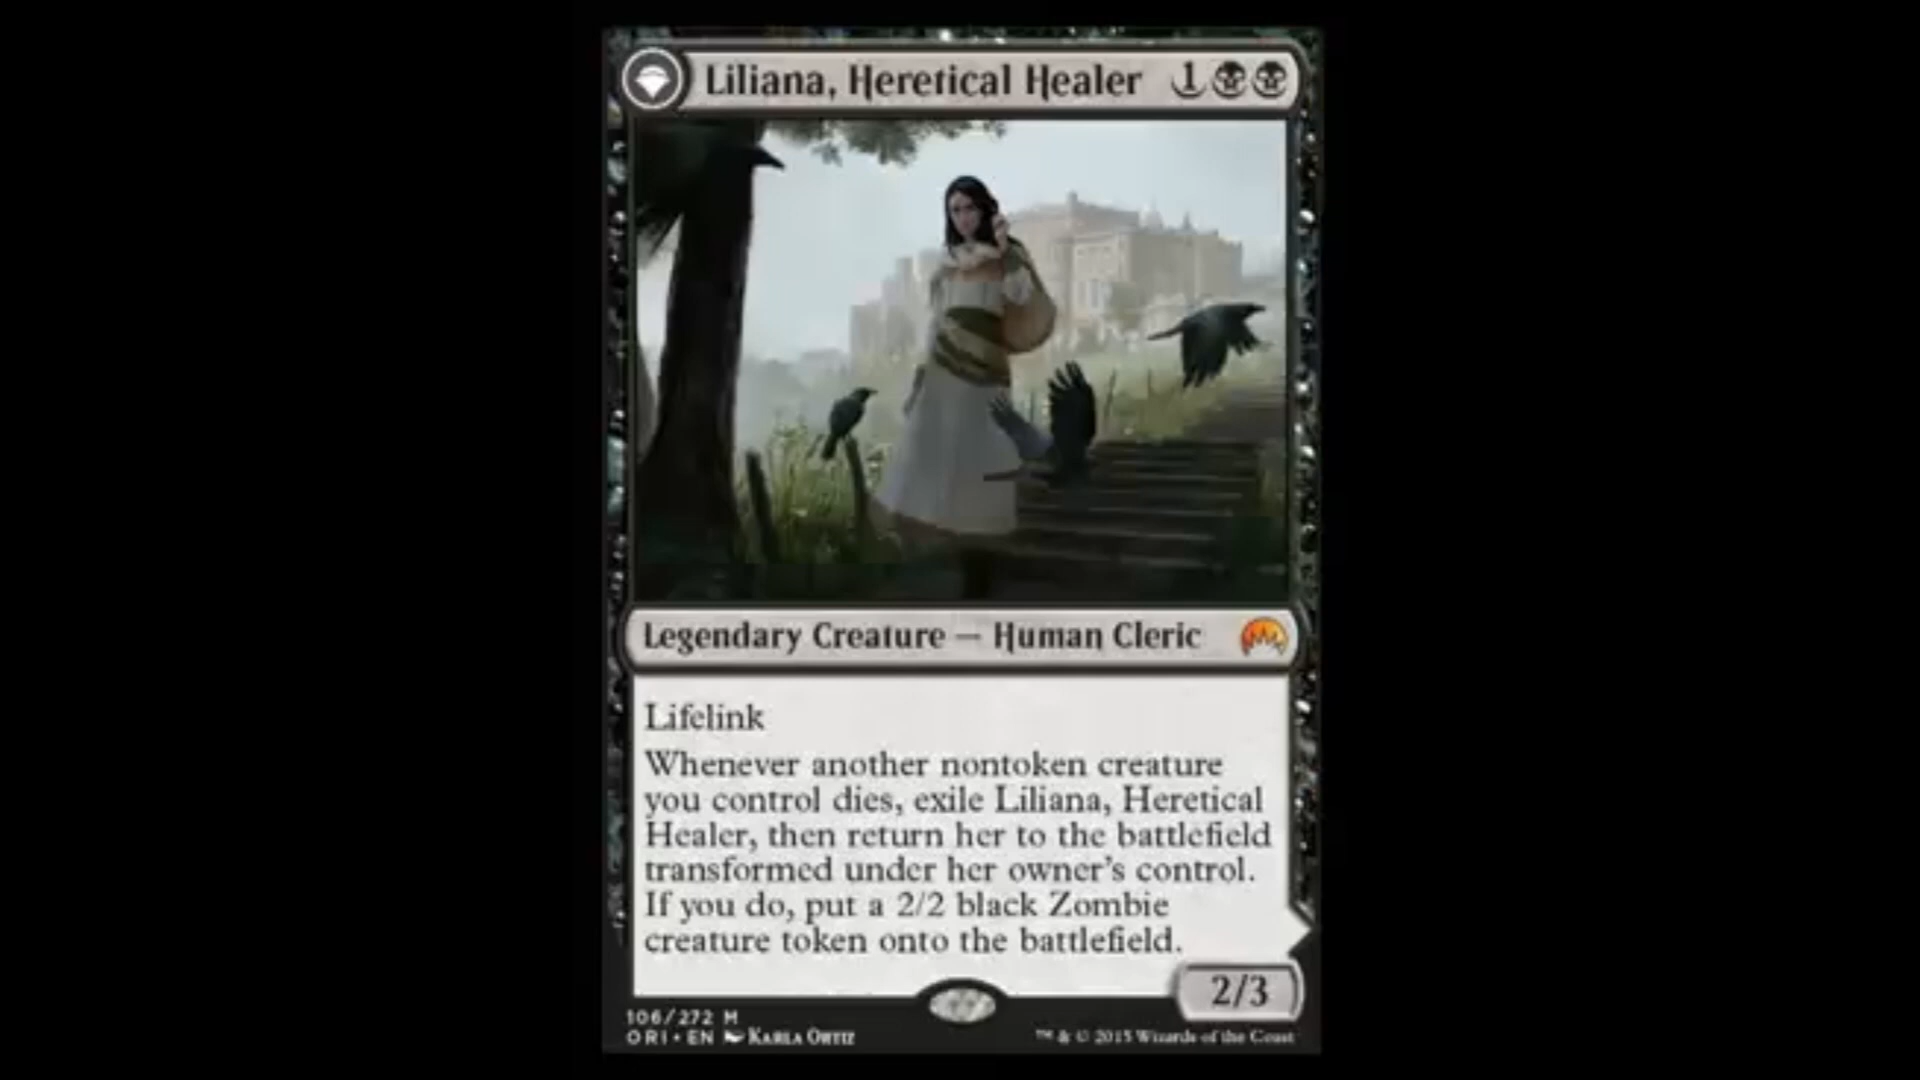 Liliana, Heretical Healer 1
Legendary Creature — Human Cleric
Lifelink
Whenever another nontoken creature
you control dies, exile Liliana, Heretical
Healer, then return her to the battlefield
transformed under her owner's control.
If you do, put a 2/2 black Zombie
creature token onto the battlefield.
2/3
106/272 M
ORI • EN Karla Ortiz
™ & © 2015 Wizards of the Coast